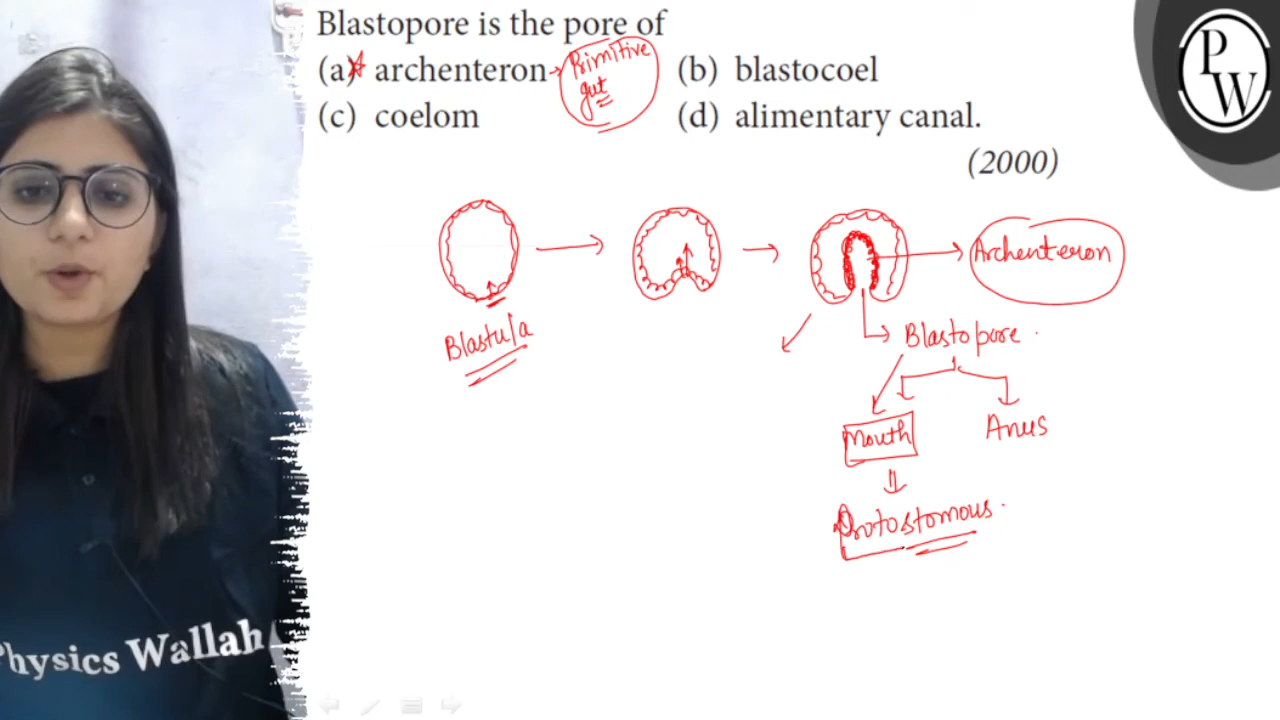 Blastopore is the pore of
(a) archenteron → Primitive gut
(b) blastocoel
(c) coelom
(d) alimentary canal.
(2000)
PW
Archenteron
Blastula
Blastopore
Mouth
Anus
Protostomous
Physics Wallah